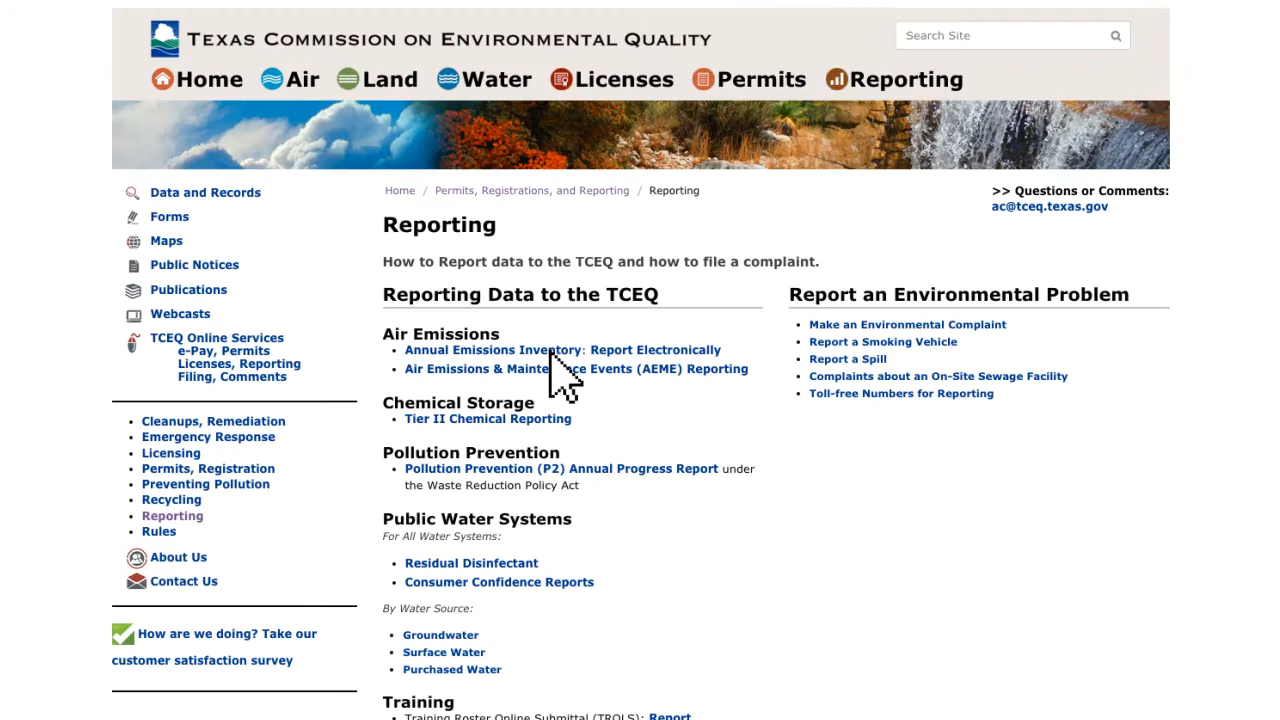 TEXAS COMMISSION ON ENVIRONMENTAL QUALITY
Search Site
Home Air Land Water Licenses Permits Reporting
Data and Records
Forms
Maps
Public Notices
Publications
Webcasts
TCEQ Online Services
e-Pay, Permits
Licenses, Reporting
Filing, Comments
Cleanups, Remediation
Emergency Response
Licensing
Permits, Registration
Preventing Pollution
Recycling
Reporting
Rules
About Us
Contact Us
How are we doing? Take our
customer satisfaction survey
Home / Permits, Registrations, and Reporting / Reporting
>> Questions or Comments:
ac@tceq.texas.gov
Reporting
How to Report data to the TCEQ and how to file a complaint.
Reporting Data to the TCEQ
Air Emissions
Annual Emissions Inventory: Report Electronically
Air Emissions & Maintenance Events (AEME) Reporting
Chemical Storage
Tier II Chemical Reporting
Pollution Prevention
Pollution Prevention (P2) Annual Progress Report under
the Waste Reduction Policy Act
Public Water Systems
For All Water Systems:
Residual Disinfectant
Consumer Confidence Reports
By Water Source:
Groundwater
Surface Water
Purchased Water
Training
Training Roster Online Submittal (TROLS): Report
Report an Environmental Problem
Make an Environmental Complaint
Report a Smoking Vehicle
Report a Spill
Complaints about an On-Site Sewage Facility
Toll-free Numbers for Reporting